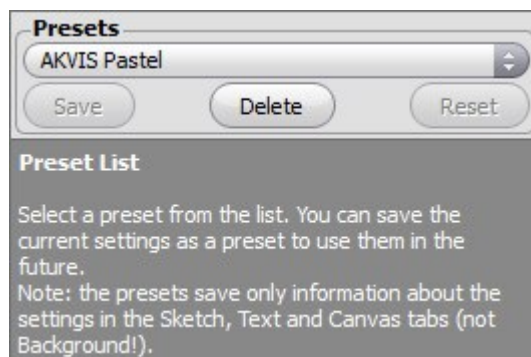 Presets
AKVIS Pastel
Save Delete Reset
Preset List
Select a preset from the list. You can save the
current settings as a preset to use them in the
future.
Note: the presets save only information about the
settings in the Sketch, Text and Canvas tabs (not
Background!).